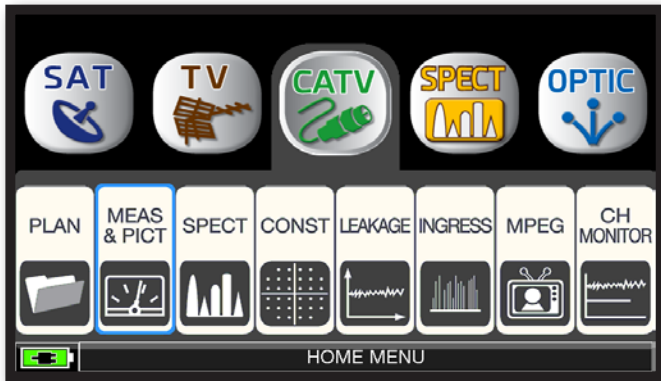 SAT
TV
CATV
SPECT
OPTIC
PLAN
MEAS
& PICT
SPECT
CONST
LEAKAGE
INGRESS
MPEG
CH
MONITOR
HOME MENU